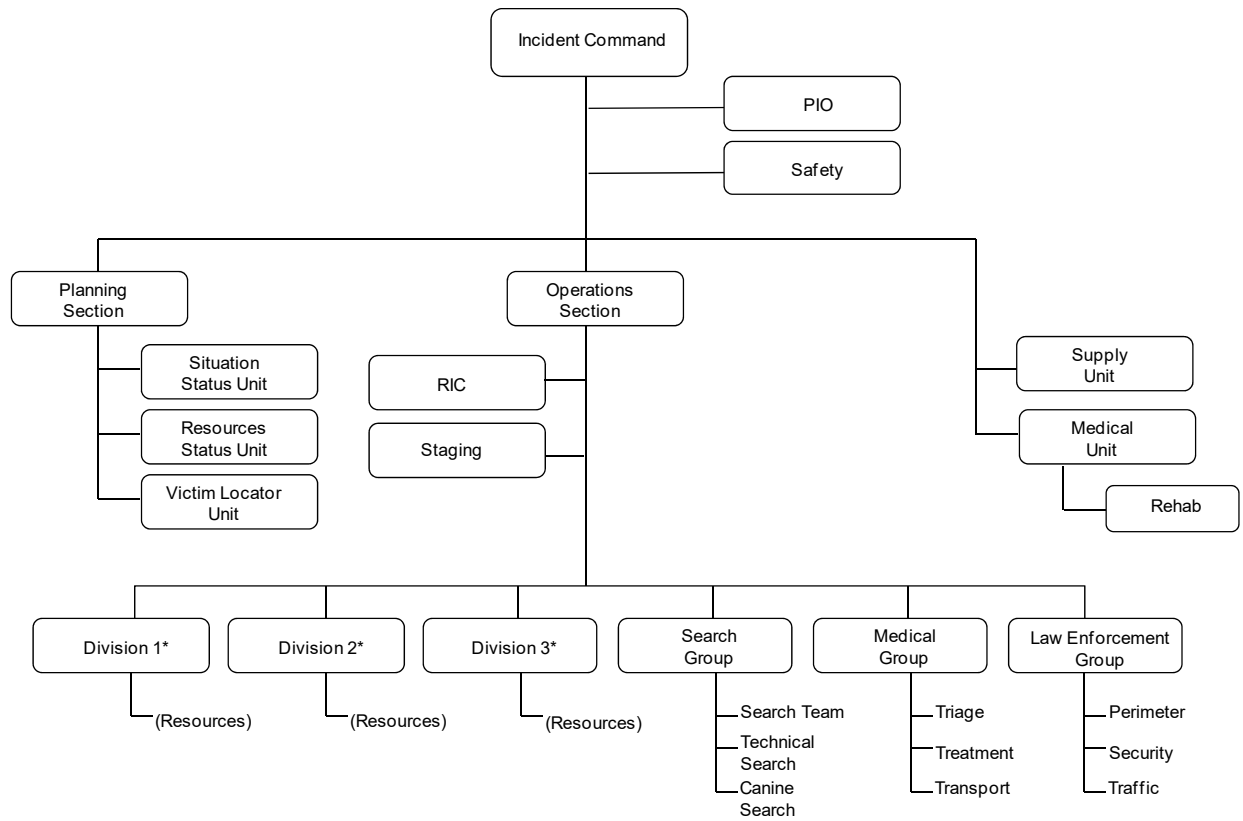 Incident Command
PIO
Safety
Planning
Section
Operations
Section
Situation
Status Unit
Resources
Status Unit
Victim Locator
Unit
RIC
Staging
Supply
Unit
Medical
Unit
Rehab
Division 1*
(Resources)
Division 2*
(Resources)
Division 3*
(Resources)
Search
Group
Search Team
Technical
Search
Canine
Search
Medical
Group
Triage
Treatment
Transport
Law Enforcement
Group
Perimeter
Security
Traffic